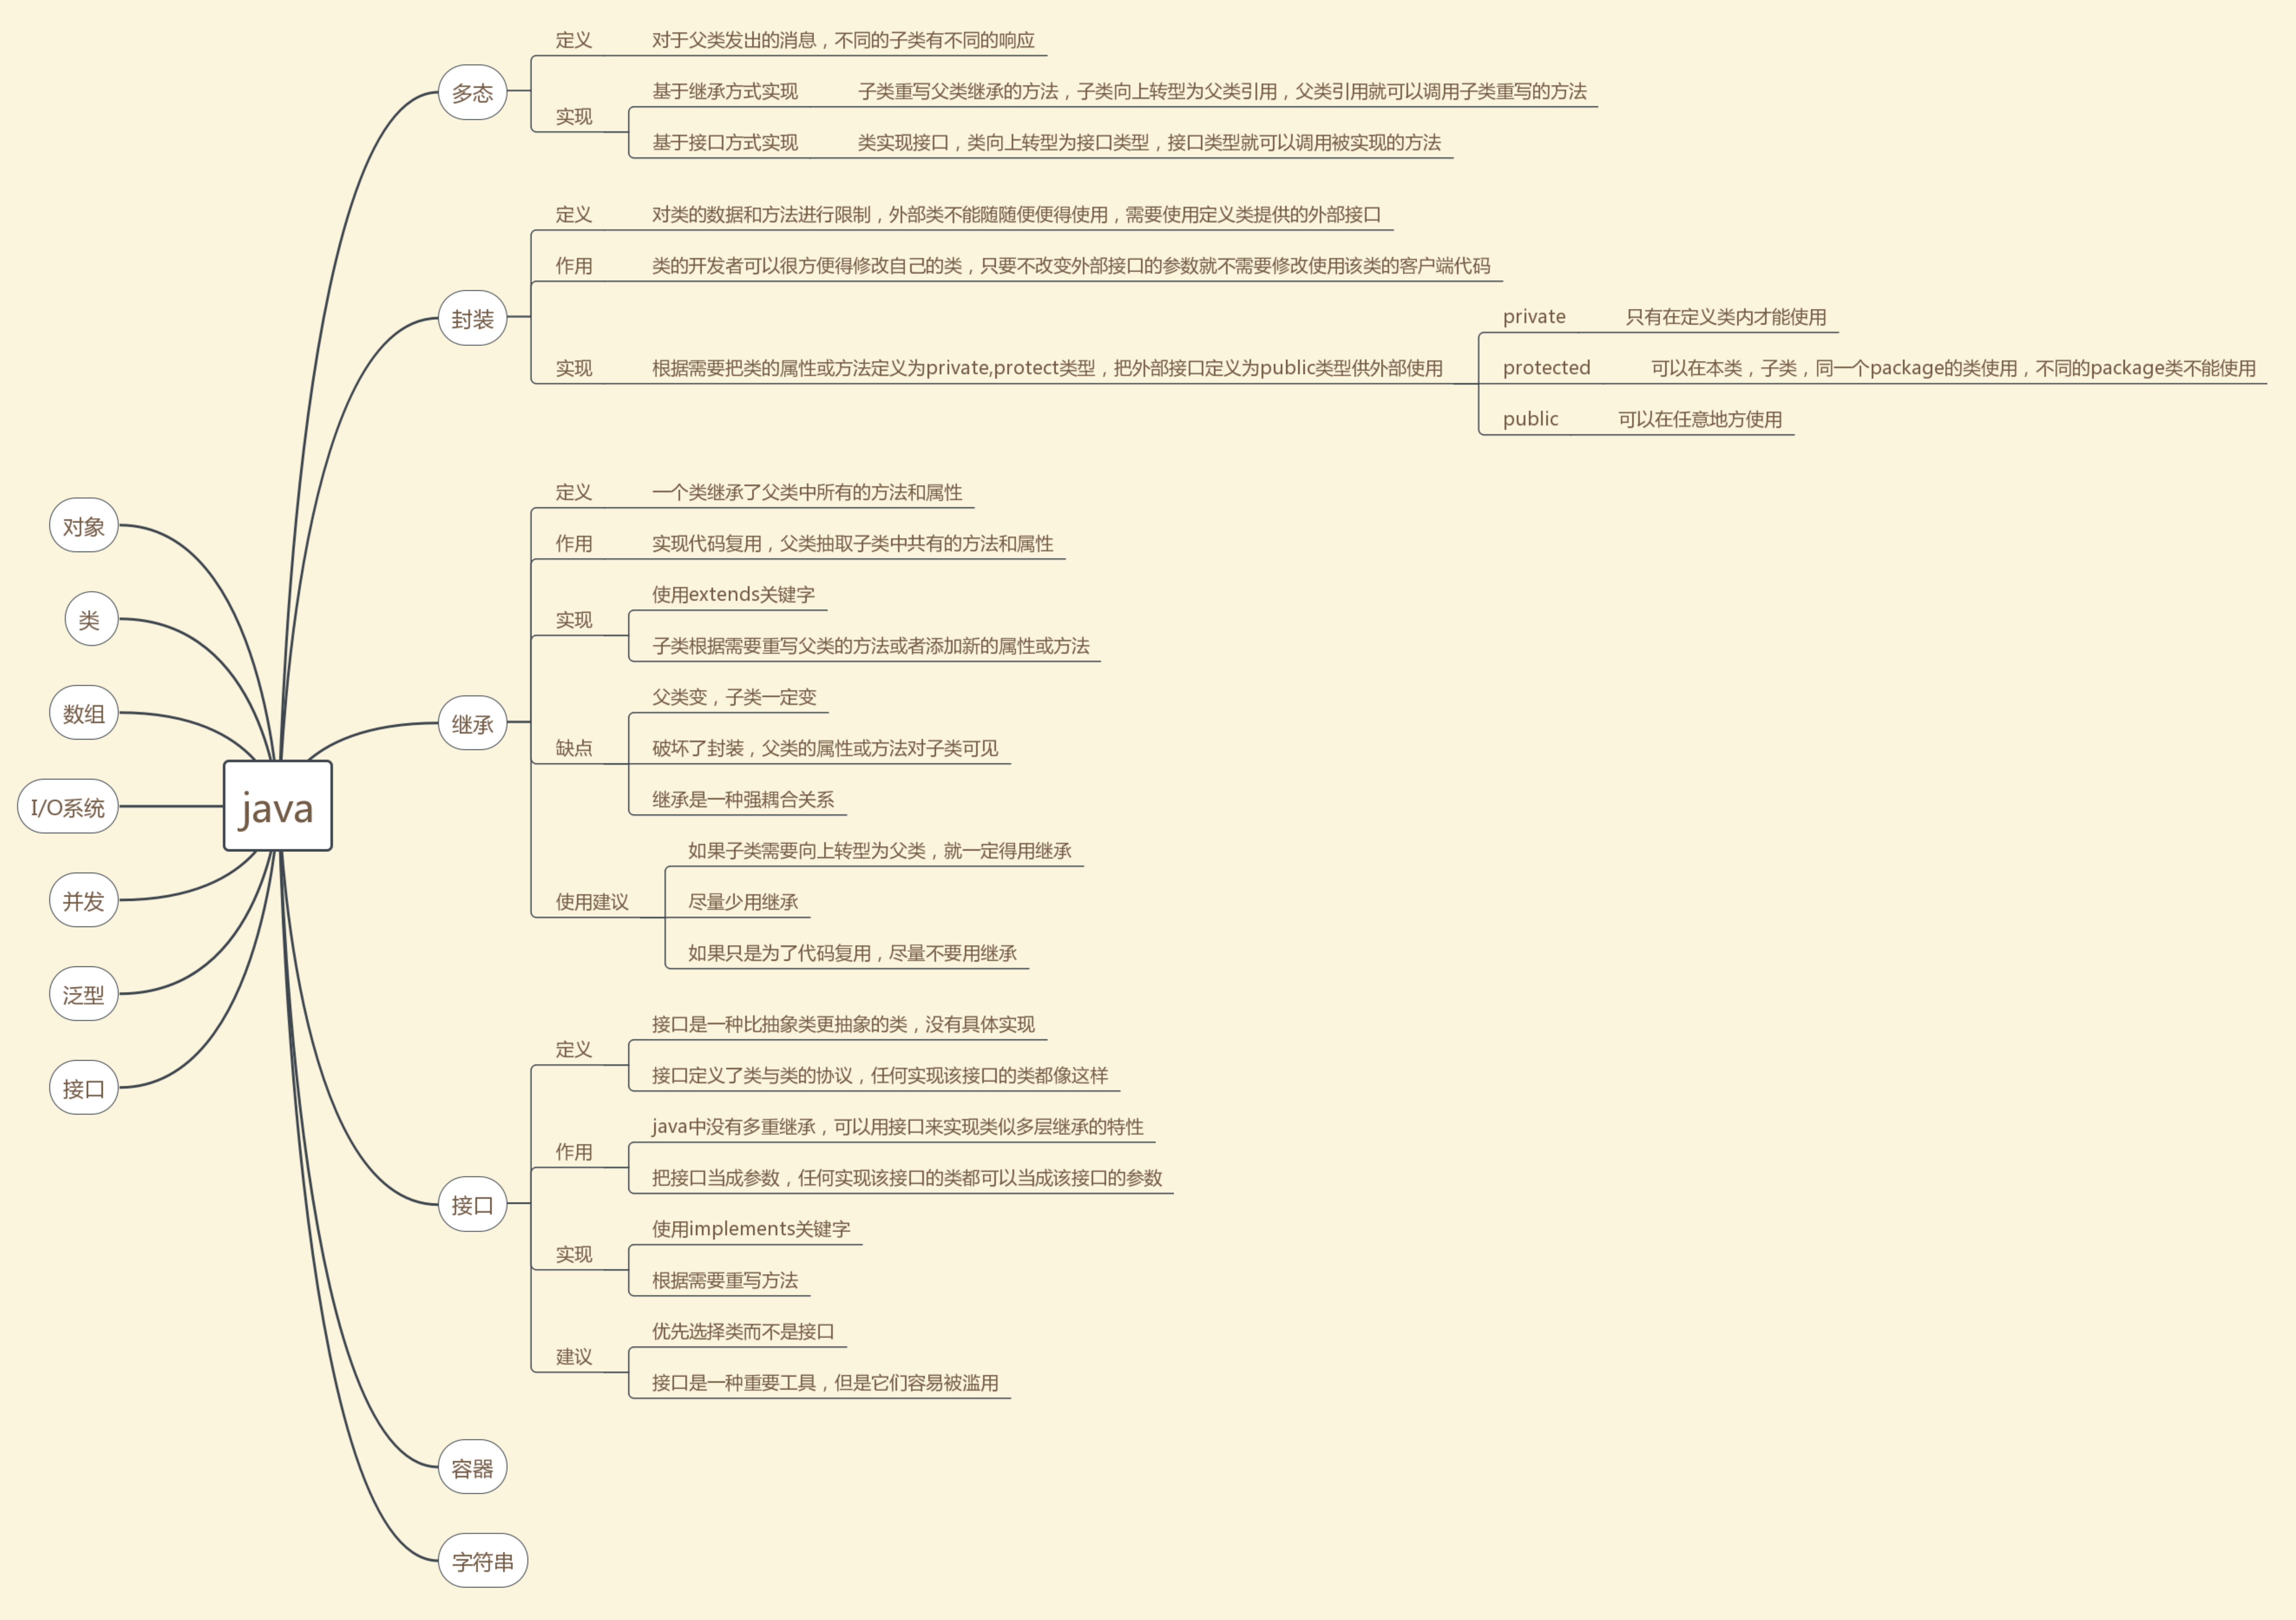 java
多态
定义
对于父类发出的消息，不同的子类有不同的响应
实现
基于继承方式实现
子类重写父类继承的方法，子类向上转型为父类引用，父类引用就可以调用子类重写的方法
基于接口方式实现
类实现接口，类向上转型为接口类型，接口类型就可以调用被实现的方法
封装
定义
对类的数据和方法进行限制，外部类不能随随便便得使用，需要使用定义类提供的外部接口
作用
类的开发者可以很方便得修改自己的类，只要不改变外部接口的参数就不需要修改使用该类的客户端代码
实现
根据需要把类的属性或方法定义为private,protect类型，把外部接口定义为public类型供外部使用
private
只有在定义类内才能使用
protected
可以在本类，子类，同一个package的类使用，不同的package类不能使用
public
可以在任意地方使用
继承
定义
一个类继承了父类中所有的方法和属性
作用
实现代码复用，父类抽取子类中共有的方法和属性
实现
使用extends关键字
子类根据需要重写父类的方法或者添加新的属性或方法
缺点
父类变，子类一定变
破坏了封装，父类的属性或方法对子类可见
继承是一种强耦合关系
使用建议
如果子类需要向上转型为父类，就一定得用继承
尽量少用继承
如果只是为了代码复用，尽量不要用继承
接口
定义
接口是一种比抽象类更抽象的类，没有具体实现
接口定义了类与类的协议，任何实现该接口的类都像这样
作用
java中没有多重继承，可以用接口来实现类似多层继承的特性
把接口当成参数，任何实现该接口的类都可以当成该接口的参数
实现
使用implements关键字
根据需要重写方法
建议
优先选择类而不是接口
接口是一种重要工具，但是它们容易被滥用
容器
字符串
对象
类
数组
I/O系统
并发
泛型
接口